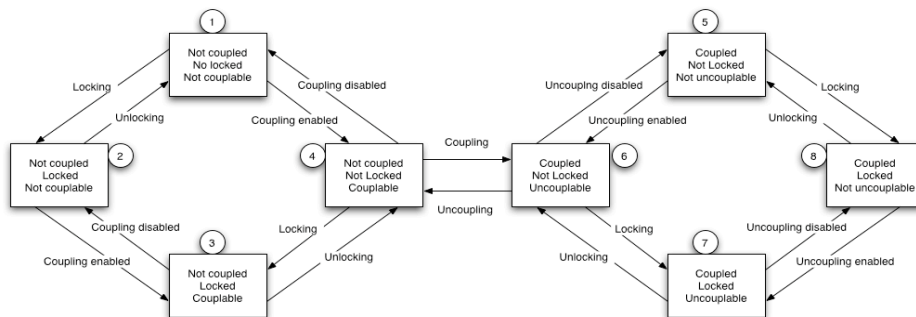 1
Not coupled
No locked
Not couplable
5
Coupled
Not Locked
Not uncouplable
Locking
Unlocking
Coupling disabled
Coupling enabled
Uncoupling disabled
Uncoupling enabled
Locking
Unlocking
2
Not coupled
Locked
Not couplable
4
Not coupled
Not Locked
Couplable
Coupling
Uncoupling
6
Coupled
Not Locked
Uncouplable
8
Coupled
Locked
Not uncouplable
Coupling disabled
Coupling enabled
Locking
Unlocking
Locking
Unlocking
Uncoupling disabled
Uncoupling enabled
3
Not coupled
Locked
Couplable
7
Coupled
Locked
Uncouplable